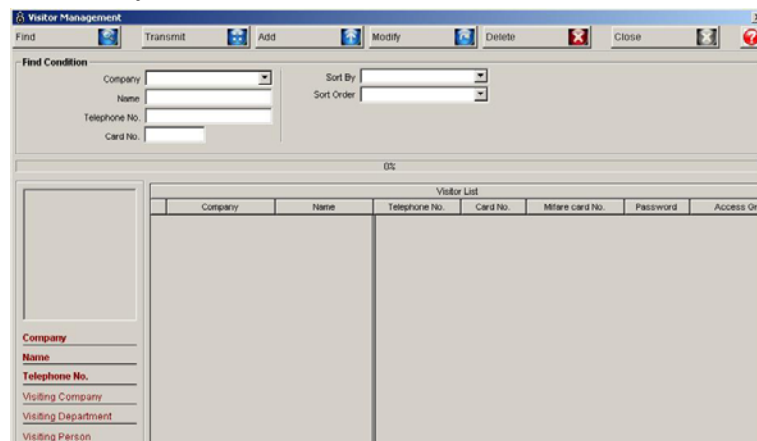 Visitor Management
Find Transmit Add Modify Delete Close
Find Condition
Company Sort By
Name Sort Order
Telephone No.
Card No.
0%
Visitor List
Company Name Telephone No. Card No. Mifare card No. Password Access Gr
Company
Name
Telephone No.
Visiting Company
Visiting Department
Visiting Person